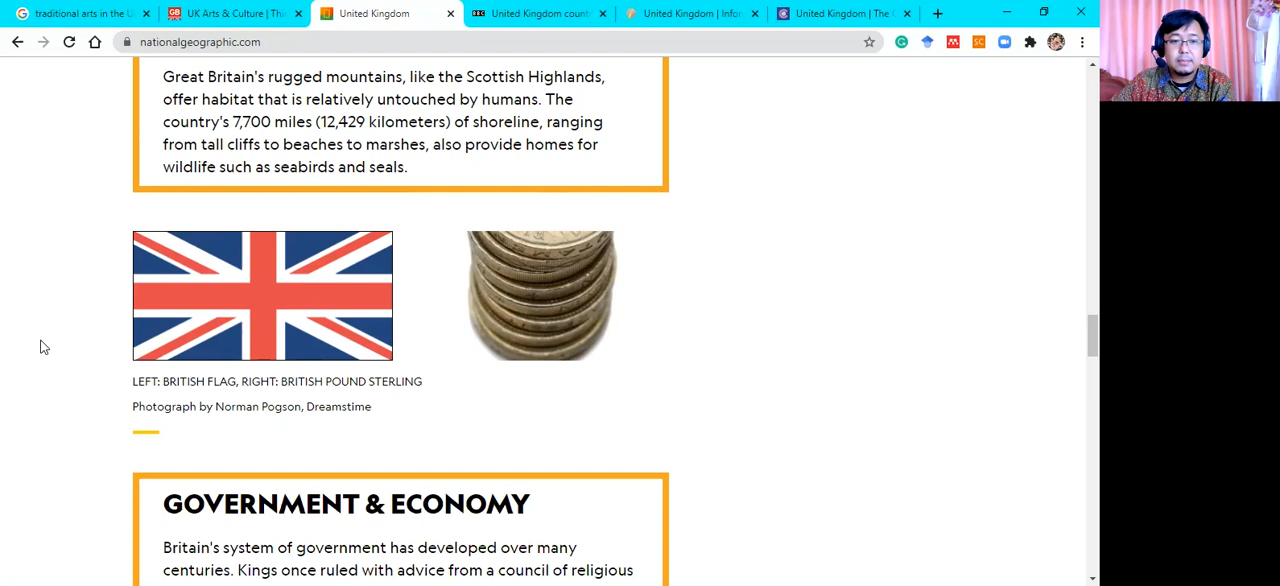 traditional arts in the U
UK Arts & Culture | Thi
United Kingdom
BBC
United Kingdom count
United Kingdom | Infor
United Kingdom | The C
nationalgeographic.com
Great Britain's rugged mountains, like the Scottish Highlands,
offer habitat that is relatively untouched by humans. The
country's 7,700 miles (12,429 kilometers) of shoreline, ranging
from tall cliffs to beaches to marshes, also provide homes for
wildlife such as seabirds and seals.
LEFT: BRITISH FLAG, RIGHT: BRITISH POUND STERLING
Photograph by Norman Pogson, Dreamstime
GOVERNMENT & ECONOMY
Britain's system of government has developed over many
centuries. Kings once ruled with advice from a council of religious